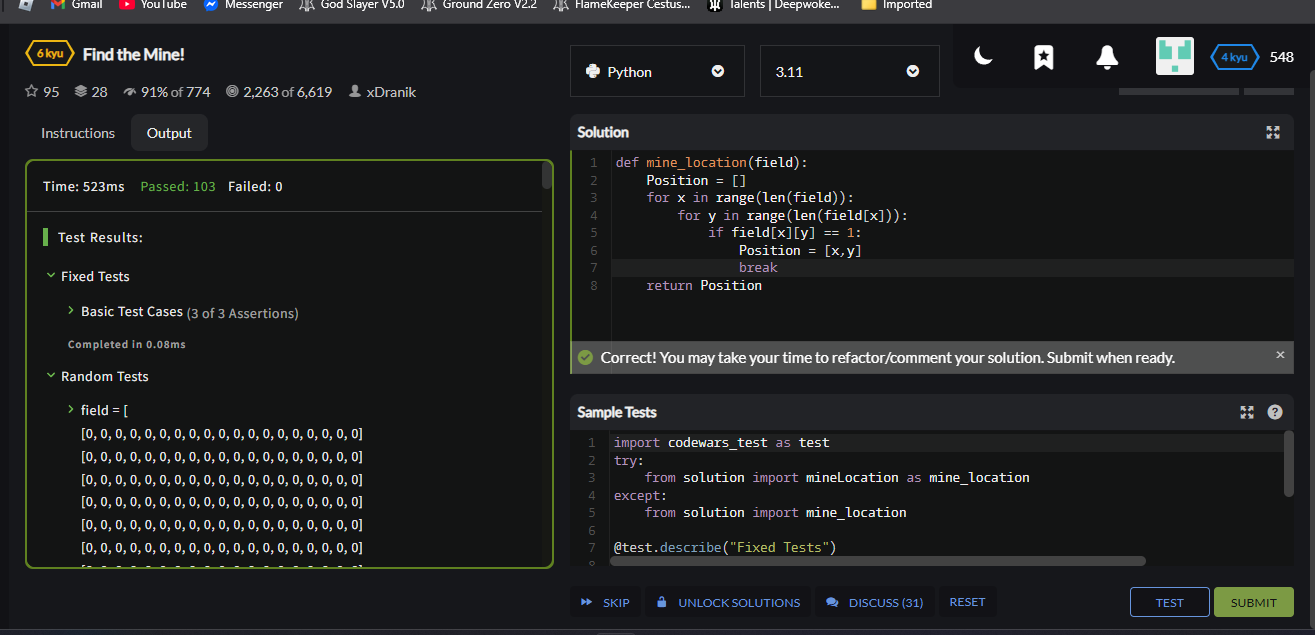 Gmail YouTube Messenger God Slayer V5.0 Ground Zero V2.2 FlameKeeper Cestus... Talents | Deepwoke... Imported
6 kyu Find the Mine!
95 28 91% of 774 2,263 of 6,619 xDranik
Python
3.11
4 kyu 548
Instructions Output
Time: 523ms Passed: 103 Failed: 0
Test Results:
Fixed Tests
Basic Test Cases (3 of 3 Assertions)
Completed in 0.08ms
Random Tests
field = [
[0, 0, 0, 0, 0, 0, 0, 0, 0, 0, 0, 0, 0, 0, 0, 0, 0, 0, 0]
[0, 0, 0, 0, 0, 0, 0, 0, 0, 0, 0, 0, 0, 0, 0, 0, 0, 0, 0]
[0, 0, 0, 0, 0, 0, 0, 0, 0, 0, 0, 0, 0, 0, 0, 0, 0, 0, 0]
[0, 0, 0, 0, 0, 0, 0, 0, 0, 0, 0, 0, 0, 0, 0, 0, 0, 0, 0]
[0, 0, 0, 0, 0, 0, 0, 0, 0, 0, 0, 0, 0, 0, 0, 0, 0, 0, 0]
[0, 0, 0, 0, 0, 0, 0, 0, 0, 0, 0, 0, 0, 0, 0, 0, 0, 0, 0]
Solution
1 def mine_location(field):
2 Position = []
3 for x in range(len(field)):
4 for y in range(len(field[x])):
5 if field[x][y] == 1:
6 Position = [x,y]
7 break
8 return Position
Correct! You may take your time to refactor/comment your solution. Submit when ready. ×
Sample Tests ?
1 import codewars_test as test
2 try:
3 from solution import mineLocation as mine_location
4 except:
5 from solution import mine_location
6
7 @test.describe("Fixed Tests")
8
SKIP UNLOCK SOLUTIONS DISCUSS (31) RESET TEST SUBMIT